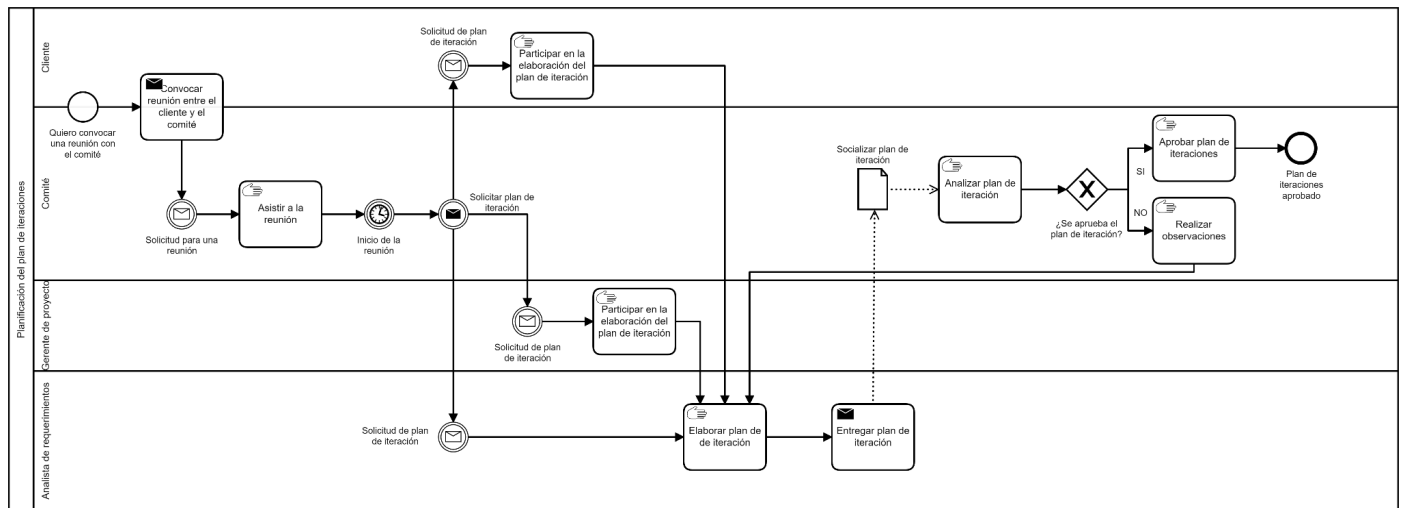 Planificación del plan de iteraciones
Cliente
Solicitud de plan
de iteración
Participar en la
elaboración del
plan de iteración
Convocar
reunión entre el
cliente y el
comité
Quiero convocar
una reunión con
el comité
Comité
Solicitud para una
reunión
Asistir a la
reunión
Inicio de la
reunión
Solicitar plan de
iteración
Socializar plan de
iteración
Analizar plan de
iteración
¿Se aprueba el
plan de iteración?
SI
NO
Aprobar plan de
iteraciones
Realizar
observaciones
Plan de
iteraciones
aprobado
Gerente de proyecto
Solicitud de plan
de iteración
Participar en la
elaboración del
plan de iteración
Analista de requerimientos
Solicitud de plan
de iteración
Elaborar plan de
de iteración
Entregar plan de
iteración